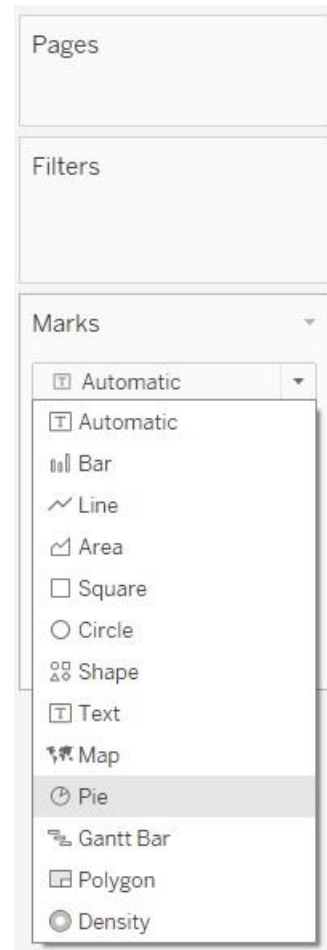 Pages
Filters
Marks
Automatic
Automatic
Bar
Line
Area
Square
Circle
Shape
Text
Map
Pie
Gantt Bar
Polygon
Density